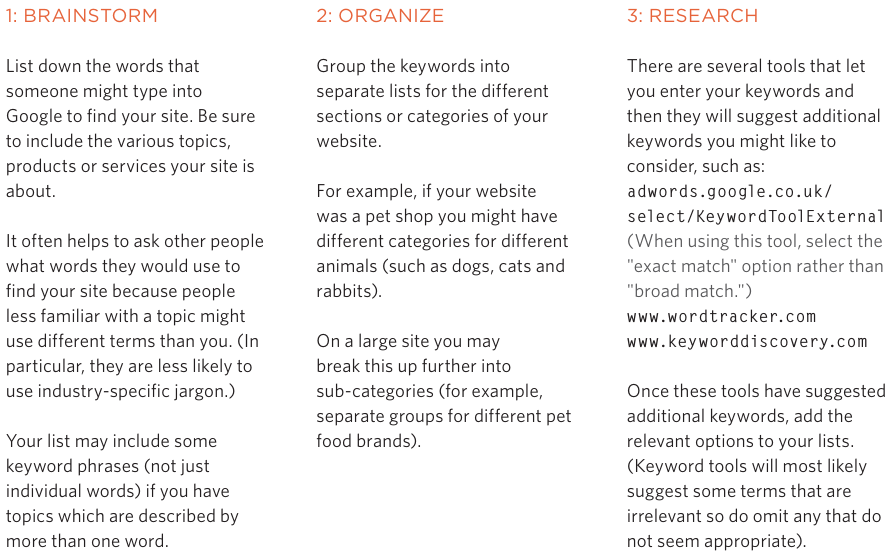 1: BRAINSTORM
List down the words that
someone might type into
Google to find your site. Be sure
to include the various topics,
products or services your site is
about.
It often helps to ask other people
what words they would use to
find your site because people
less familiar with a topic might
use different terms than you. (In
particular, they are less likely to
use industry-specific jargon.)
Your list may include some
keyword phrases (not just
individual words) if you have
topics which are described by
more than one word.
2: ORGANIZE
Group the keywords into
separate lists for the different
sections or categories of your
website.
For example, if your website
was a pet shop you might have
different categories for different
animals (such as dogs, cats and
rabbits).
On a large site you may
break this up further into
sub-categories (for example,
separate groups for different pet
food brands).
3: RESEARCH
There are several tools that let
you enter your keywords and
then they will suggest additional
keywords you might like to
consider, such as:
adwords.google.co.uk/
select/KeywordToolExternal
(When using this tool, select the
"exact match" option rather than
"broad match.")
www.wordtracker.com
www.keyworddiscovery.com
Once these tools have suggested
additional keywords, add the
relevant options to your lists.
(Keyword tools will most likely
suggest some terms that are
irrelevant so do omit any that do
not seem appropriate).